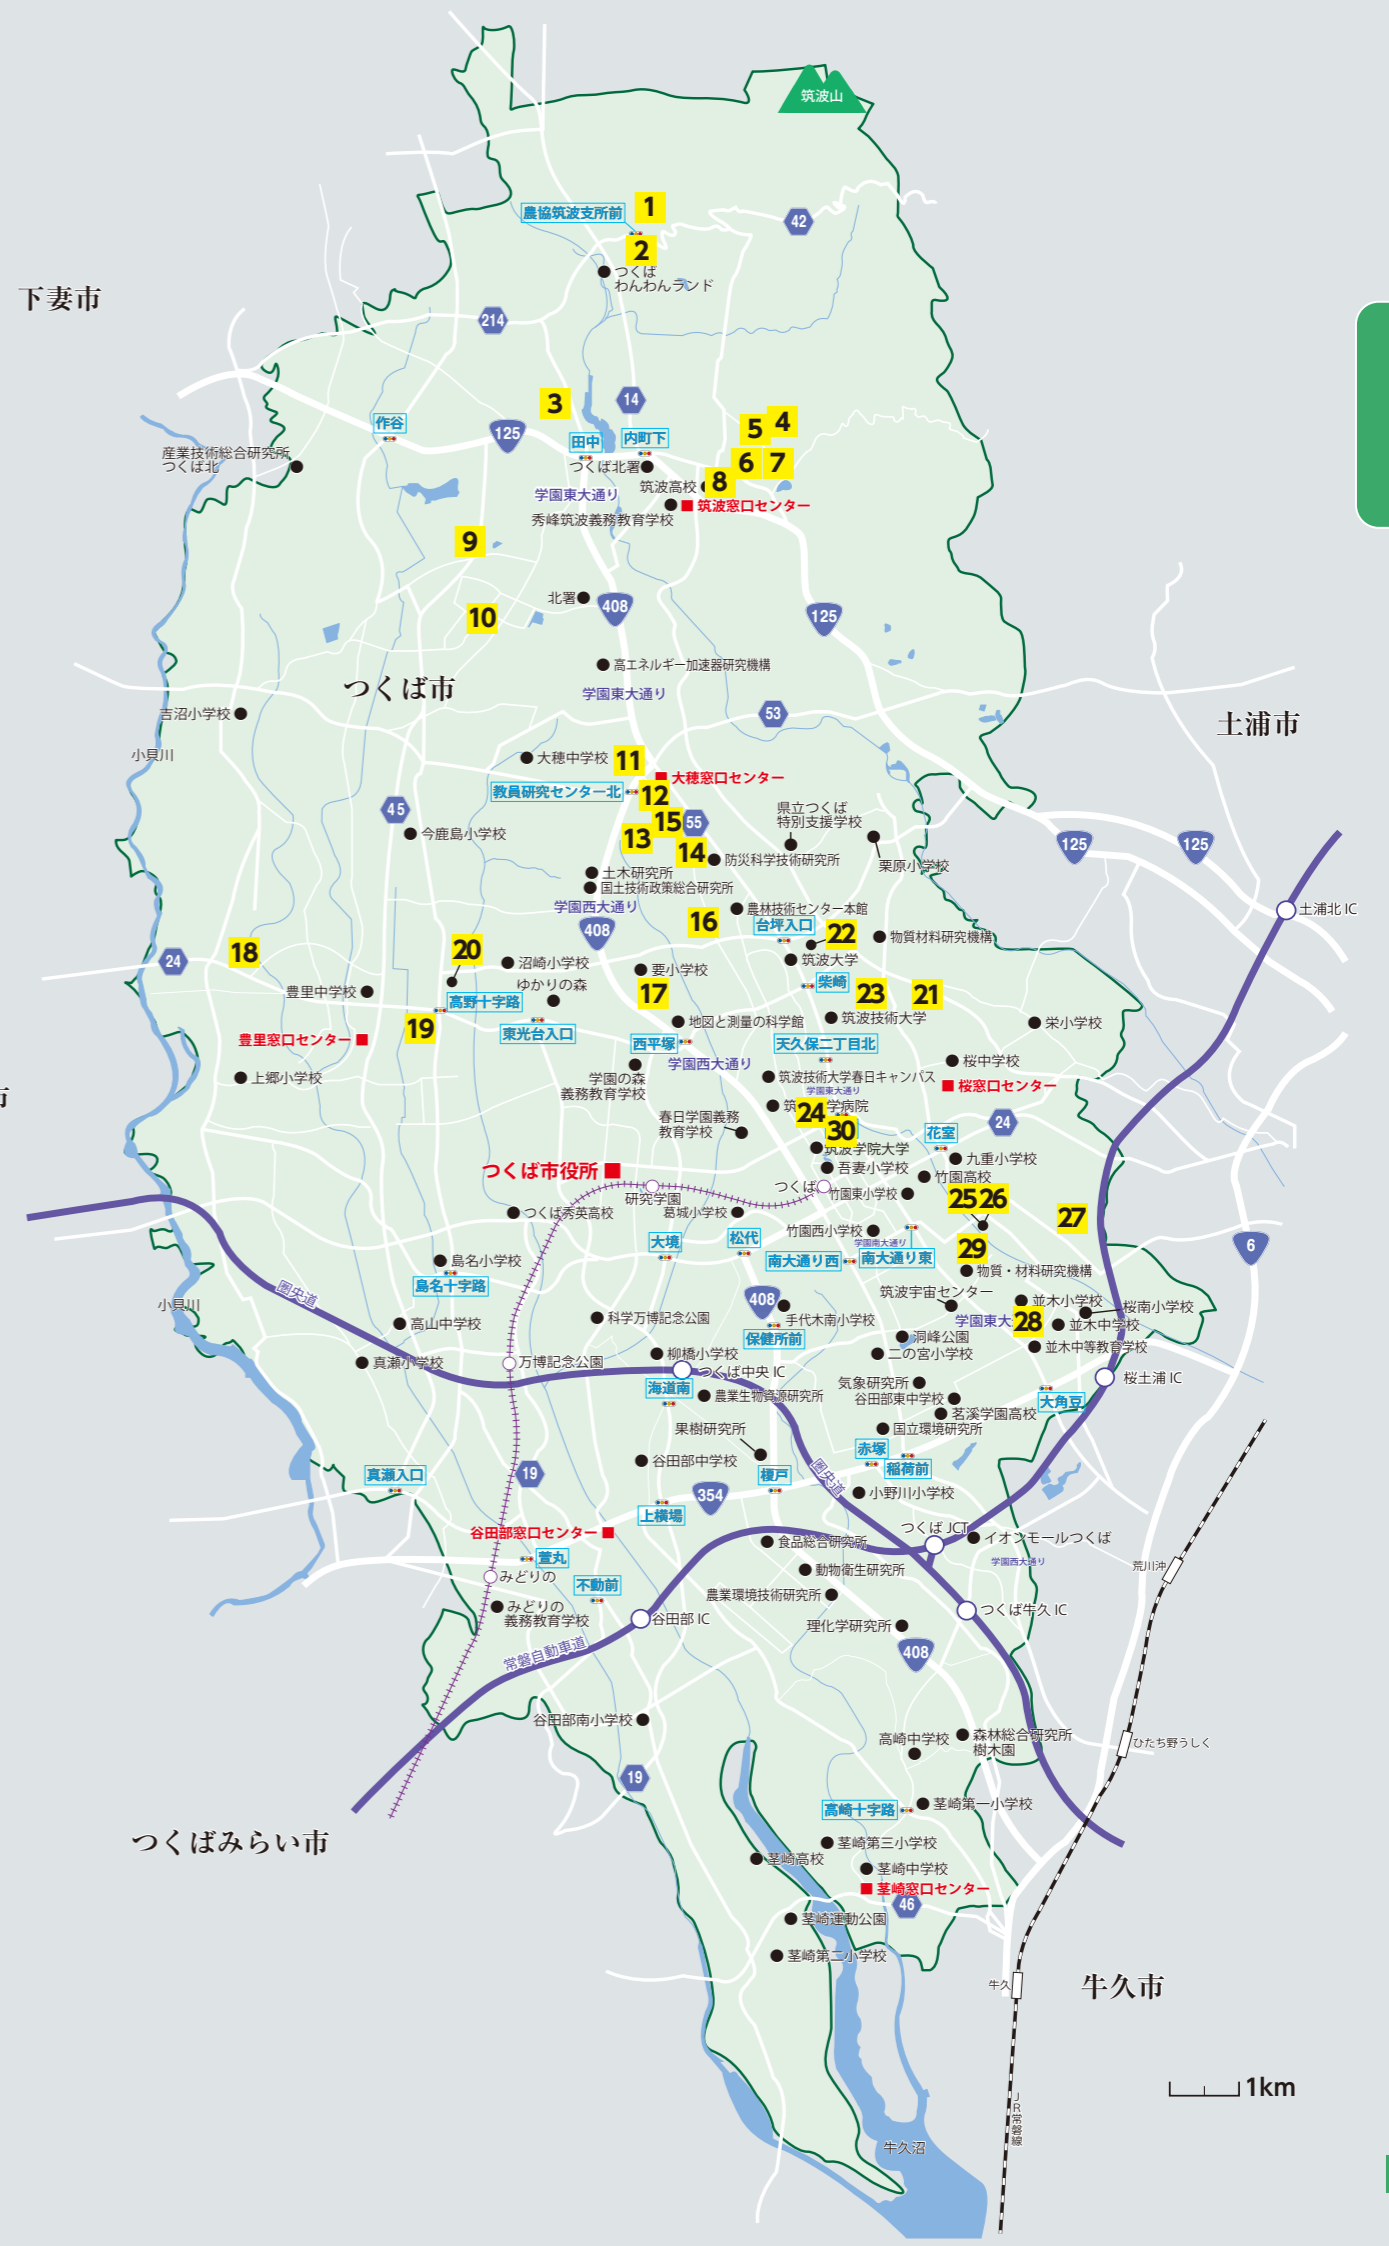 筑波山
1
農協筑波支所前
42
2
つくば
わんわんランド
下妻市
214
3
14
4
5
作谷
125
田中
内町下
産業技術総合研究所
つくば北
つくば北署
6
7
筑波高校
8
学園東大通り
筑波窓口センター
秀峰筑波義務教育学校
9
北署
408
10
125
高エネルギー加速器研究機構
つくば市
学園東大通り
吉沼小学校
53
土浦市
小貝川
大穂中学校
11
大穂窓口センター
教員研究センター北
12
45
今鹿島小学校
15
55
県立つくば
特別支援学校
13
14
防災科学技術研究所
栗原小学校
125
125
土木研究所
国土技術政策総合研究所
学園西大通り
408
16
農林技術センター本館
台坪入口
22
物質材料研究機構
土浦北 IC
18
24
20
沼崎小学校
要小学校
筑波大学
豊里中学校
ゆかりの森
17
柴崎
23
21
高野十字路
19
東光台入口
地図と測量の科学館
筑波技術大学
栄小学校
豊里窓口センター
西平塚
天久保二丁目北
学園西大通り
桜中学校
上郷小学校
学園の森
義務教育学校
筑波技術大学春日キャンパス
桜窓口センター
市
学園東大通り
24
筑
学病院
春日学園義務
教育学校
30
花室
24
筑波学院大学
九重小学校
つくば市役所
吾妻小学校
竹園高校
研究学園
つくば
竹園東小学校
25
26
つくば秀英高校
葛城小学校
27
大境
松代
竹園西小学校
学園南大通り
南大通り西
南大通り東
29
6
島名小学校
島名十字路
物質・材料研究機構
圏央道
小貝川
408
筑波宇宙センター
並木小学校
桜南小学校
高山中学校
科学万博記念公園
手代木南小学校
学園東大
28
並木中学校
保健所前
洞峰公園
並木中等教育学校
真瀬小学校
万博記念公園
柳橋小学校
二の宮小学校
つくば中央 IC
桜土浦 IC
海道南
農業生物資源研究所
気象研究所
谷田部東中学校
大角豆
茗溪学園高校
果樹研究所
国立環境研究所
谷田部中学校
赤塚
真瀬入口
19
榎戸
稲荷前
圏央道
354
小野川小学校
上横場
谷田部窓口センター
つくば JCT
食品総合研究所
イオンモールつくば
萱丸
学園西大通り
荒川沖
みどりの
不動前
動物衛生研究所
みどりの
義務教育学校
農業環境技術研究所
つくば牛久 IC
谷田部 IC
理化学研究所
常磐自動車道
408
谷田部南小学校
高崎中学校
森林総合研究所
樹木園
ひたち野うしく
19
高崎十字路
茎崎第一小学校
つくばみらい市
茎崎第三小学校
茎崎高校
茎崎中学校
茎崎窓口センター
46
茎崎運動公園
茎崎第二小学校
牛久
牛久市
1km
JR常磐線
牛久沼